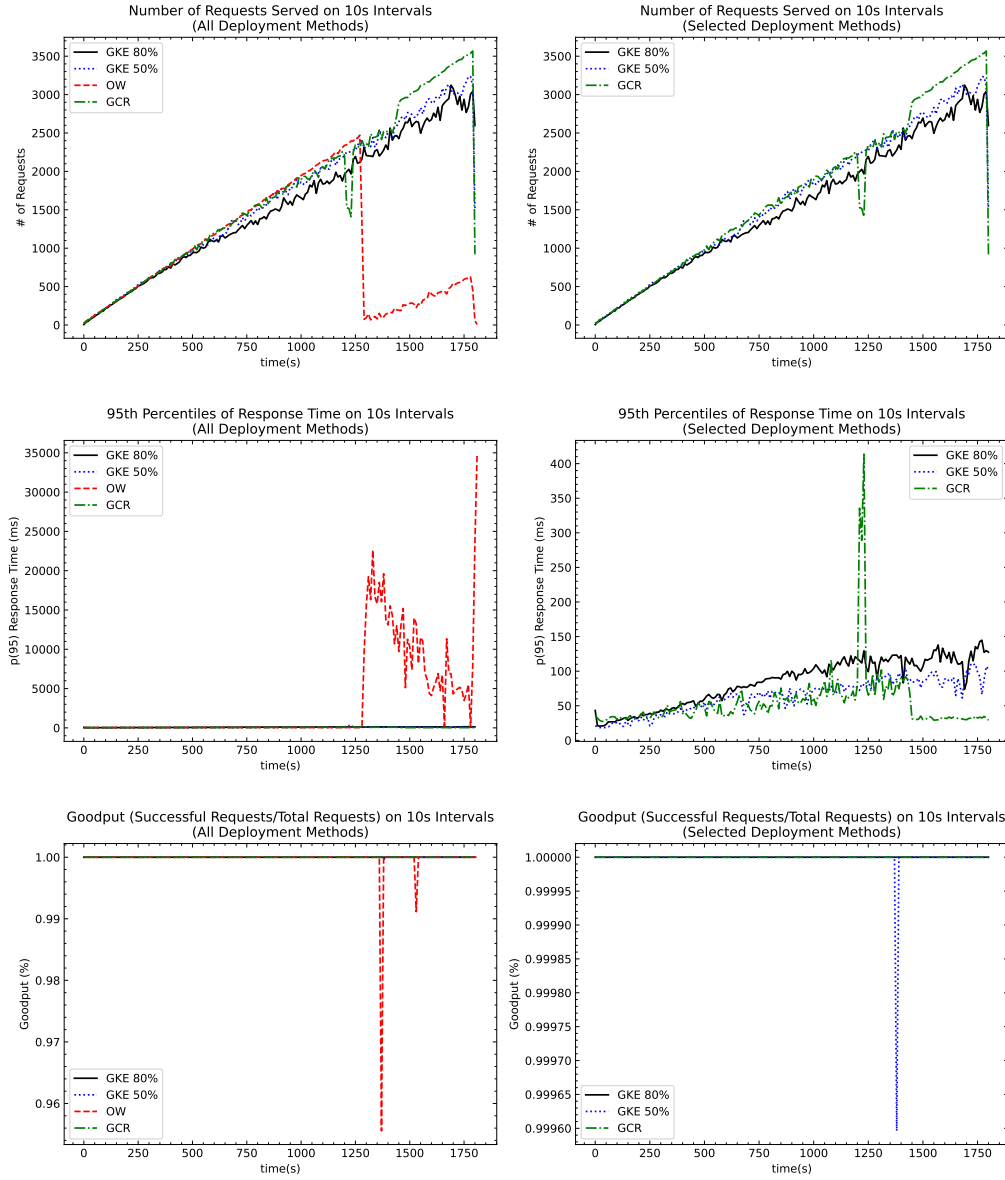 Number of Requests Served on 10s Intervals
(All Deployment Methods)
# of Requests
3500
3000
2500
2000
1500
1000
500
0
GKE 80%
GKE 50%
OW
GCR
0 250 500 750 1000 1250 1500 1750
time(s)
Number of Requests Served on 10s Intervals
(Selected Deployment Methods)
# of Requests
3500
3000
2500
2000
1500
1000
500
0
GKE 80%
GKE 50%
GCR
0 250 500 750 1000 1250 1500 1750
time(s)
95th Percentiles of Response Time on 10s Intervals
(All Deployment Methods)
p(95) Response Time (ms)
35000
30000
25000
20000
15000
10000
5000
0
GKE 80%
GKE 50%
OW
GCR
0 250 500 750 1000 1250 1500 1750
time(s)
95th Percentiles of Response Time on 10s Intervals
(Selected Deployment Methods)
p(95) Response Time (ms)
400
350
300
250
200
150
100
50
0
GKE 80%
GKE 50%
GCR
0 250 500 750 1000 1250 1500 1750
time(s)
Goodput (Successful Requests/Total Requests) on 10s Intervals
(All Deployment Methods)
Goodput (%)
1.00
0.99
0.98
0.97
0.96
GKE 80%
GKE 50%
OW
GCR
0 250 500 750 1000 1250 1500 1750
time(s)
Goodput (Successful Requests/Total Requests) on 10s Intervals
(Selected Deployment Methods)
Goodput (%)
1.00000
0.99995
0.99990
0.99985
0.99980
0.99975
0.99970
0.99965
0.99960
GKE 80%
GKE 50%
GCR
0 250 500 750 1000 1250 1500 1750
time(s)